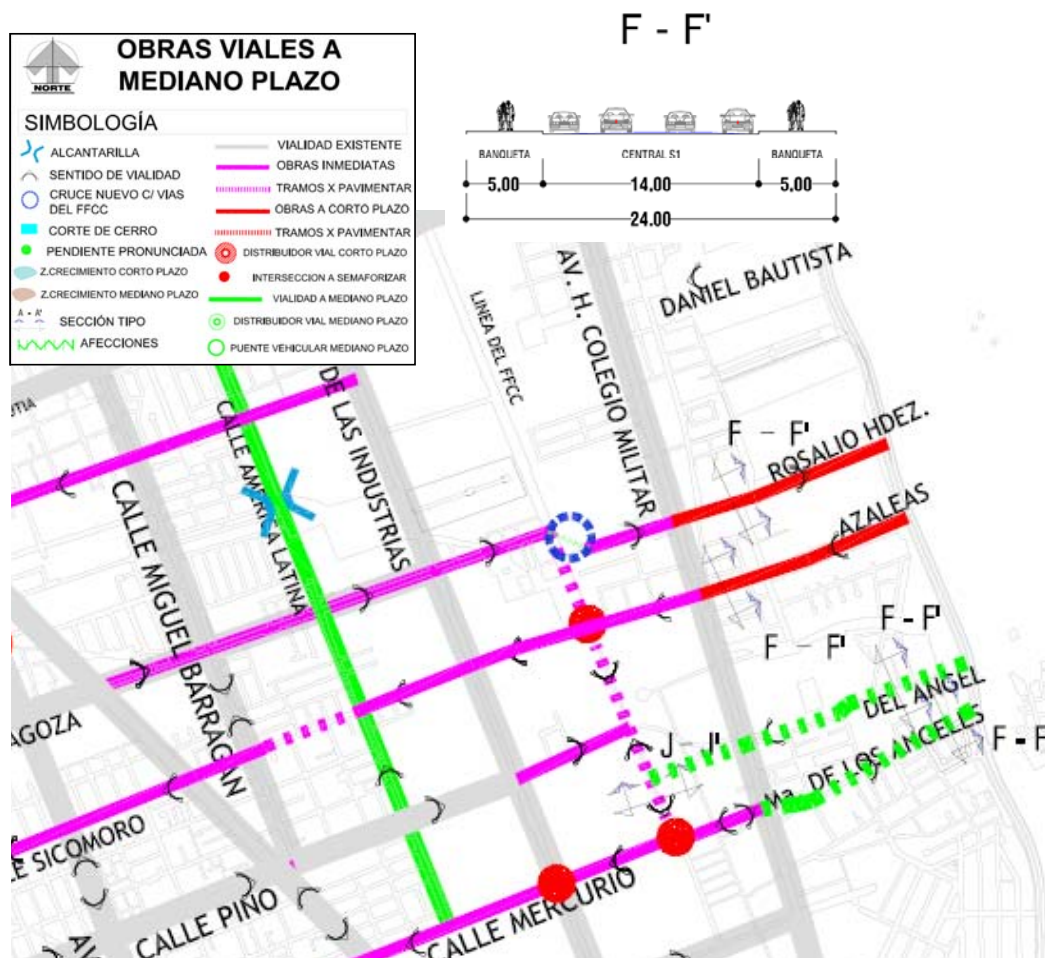 F - F'
OBRAS VIALES A
MEDIANO PLAZO
NORTE
SIMBOLOGÍA
ALCANTARILLA
SENTIDO DE VIALIDAD
CRUCE NUEVO C/ VIAS
DEL FFCC
CORTE DE CERRO
PENDIENTE PRONUNCIADA
Z.CRECIMIENTO CORTO PLAZO
Z.CRECIMIENTO MEDIANO PLAZO
A - A'
SECCIÓN TIPO
AFECCIONES
VIALIDAD EXISTENTE
OBRAS INMEDIATAS
TRAMOS X PAVIMENTAR
OBRAS A CORTO PLAZO
TRAMOS X PAVIMENTAR
DISTRIBUIDOR VIAL CORTO PLAZO
INTERSECCION A SEMAFORIZAR
VIALIDAD A MEDIANO PLAZO
DISTRIBUIDOR VIAL MEDIANO PLAZO
PUENTE VEHICULAR MEDIANO PLAZO
BANQUETA
CENTRAL S1
BANQUETA
5.00
14.00
5.00
24.00
DANIEL BAUTISTA
AV. H. COLEGIO MILITAR
LINEA DEL FFCC
DE LAS INDUSTRIAS
CALLE AMERICA LATINA
CALLE MIGUEL BARRAGAN
UTIA
F - F'
ROSALIO HDEZ.
AZALEAS
F - F'
F - F'
DEL ANGEL
Ma. DE LOS ANGELES
F - F
J - J'
AGOZA
LE SICOMORO
CALLE PINO
CALLE MERCURIO
AV